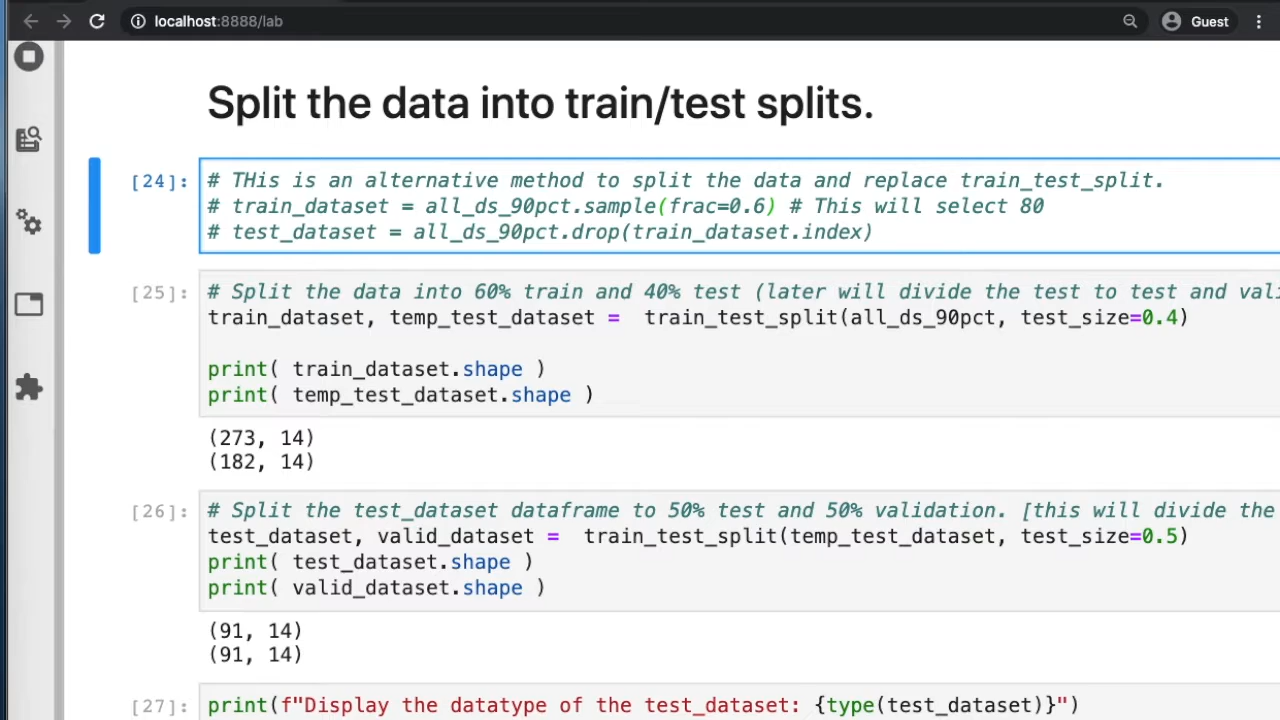 localhost:8888/lab
Guest
Split the data into train/test splits.
[24]:
# THis is an alternative method to split the data and replace train_test_split.
# train_dataset = all_ds_90pct.sample(frac=0.6) # This will select 80
# test_dataset = all_ds_90pct.drop(train_dataset.index)
[25]:
# Split the data into 60% train and 40% test (later will divide the test to test and vali
train_dataset, temp_test_dataset =  train_test_split(all_ds_90pct, test_size=0.4)
print( train_dataset.shape )
print( temp_test_dataset.shape )
(273, 14)
(182, 14)
[26]:
# Split the test_dataset dataframe to 50% test and 50% validation. [this will divide the
test_dataset, valid_dataset =  train_test_split(temp_test_dataset, test_size=0.5)
print( test_dataset.shape )
print( valid_dataset.shape )
(91, 14)
(91, 14)
[27]:
print(f"Display the datatype of the test_dataset: {type(test_dataset)}")